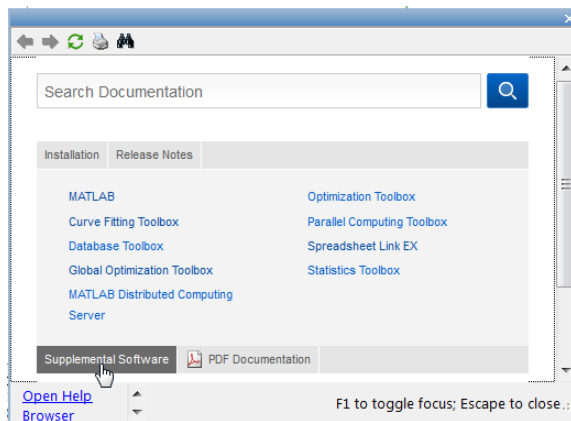 Search Documentation
Installation Release Notes
MATLAB Optimization Toolbox
Curve Fitting Toolbox Parallel Computing Toolbox
Database Toolbox Spreadsheet Link EX
Global Optimization Toolbox Statistics Toolbox
MATLAB Distributed Computing
Server
Supplemental Software PDF Documentation
Open Help
Browser
F1 to toggle focus; Escape to close